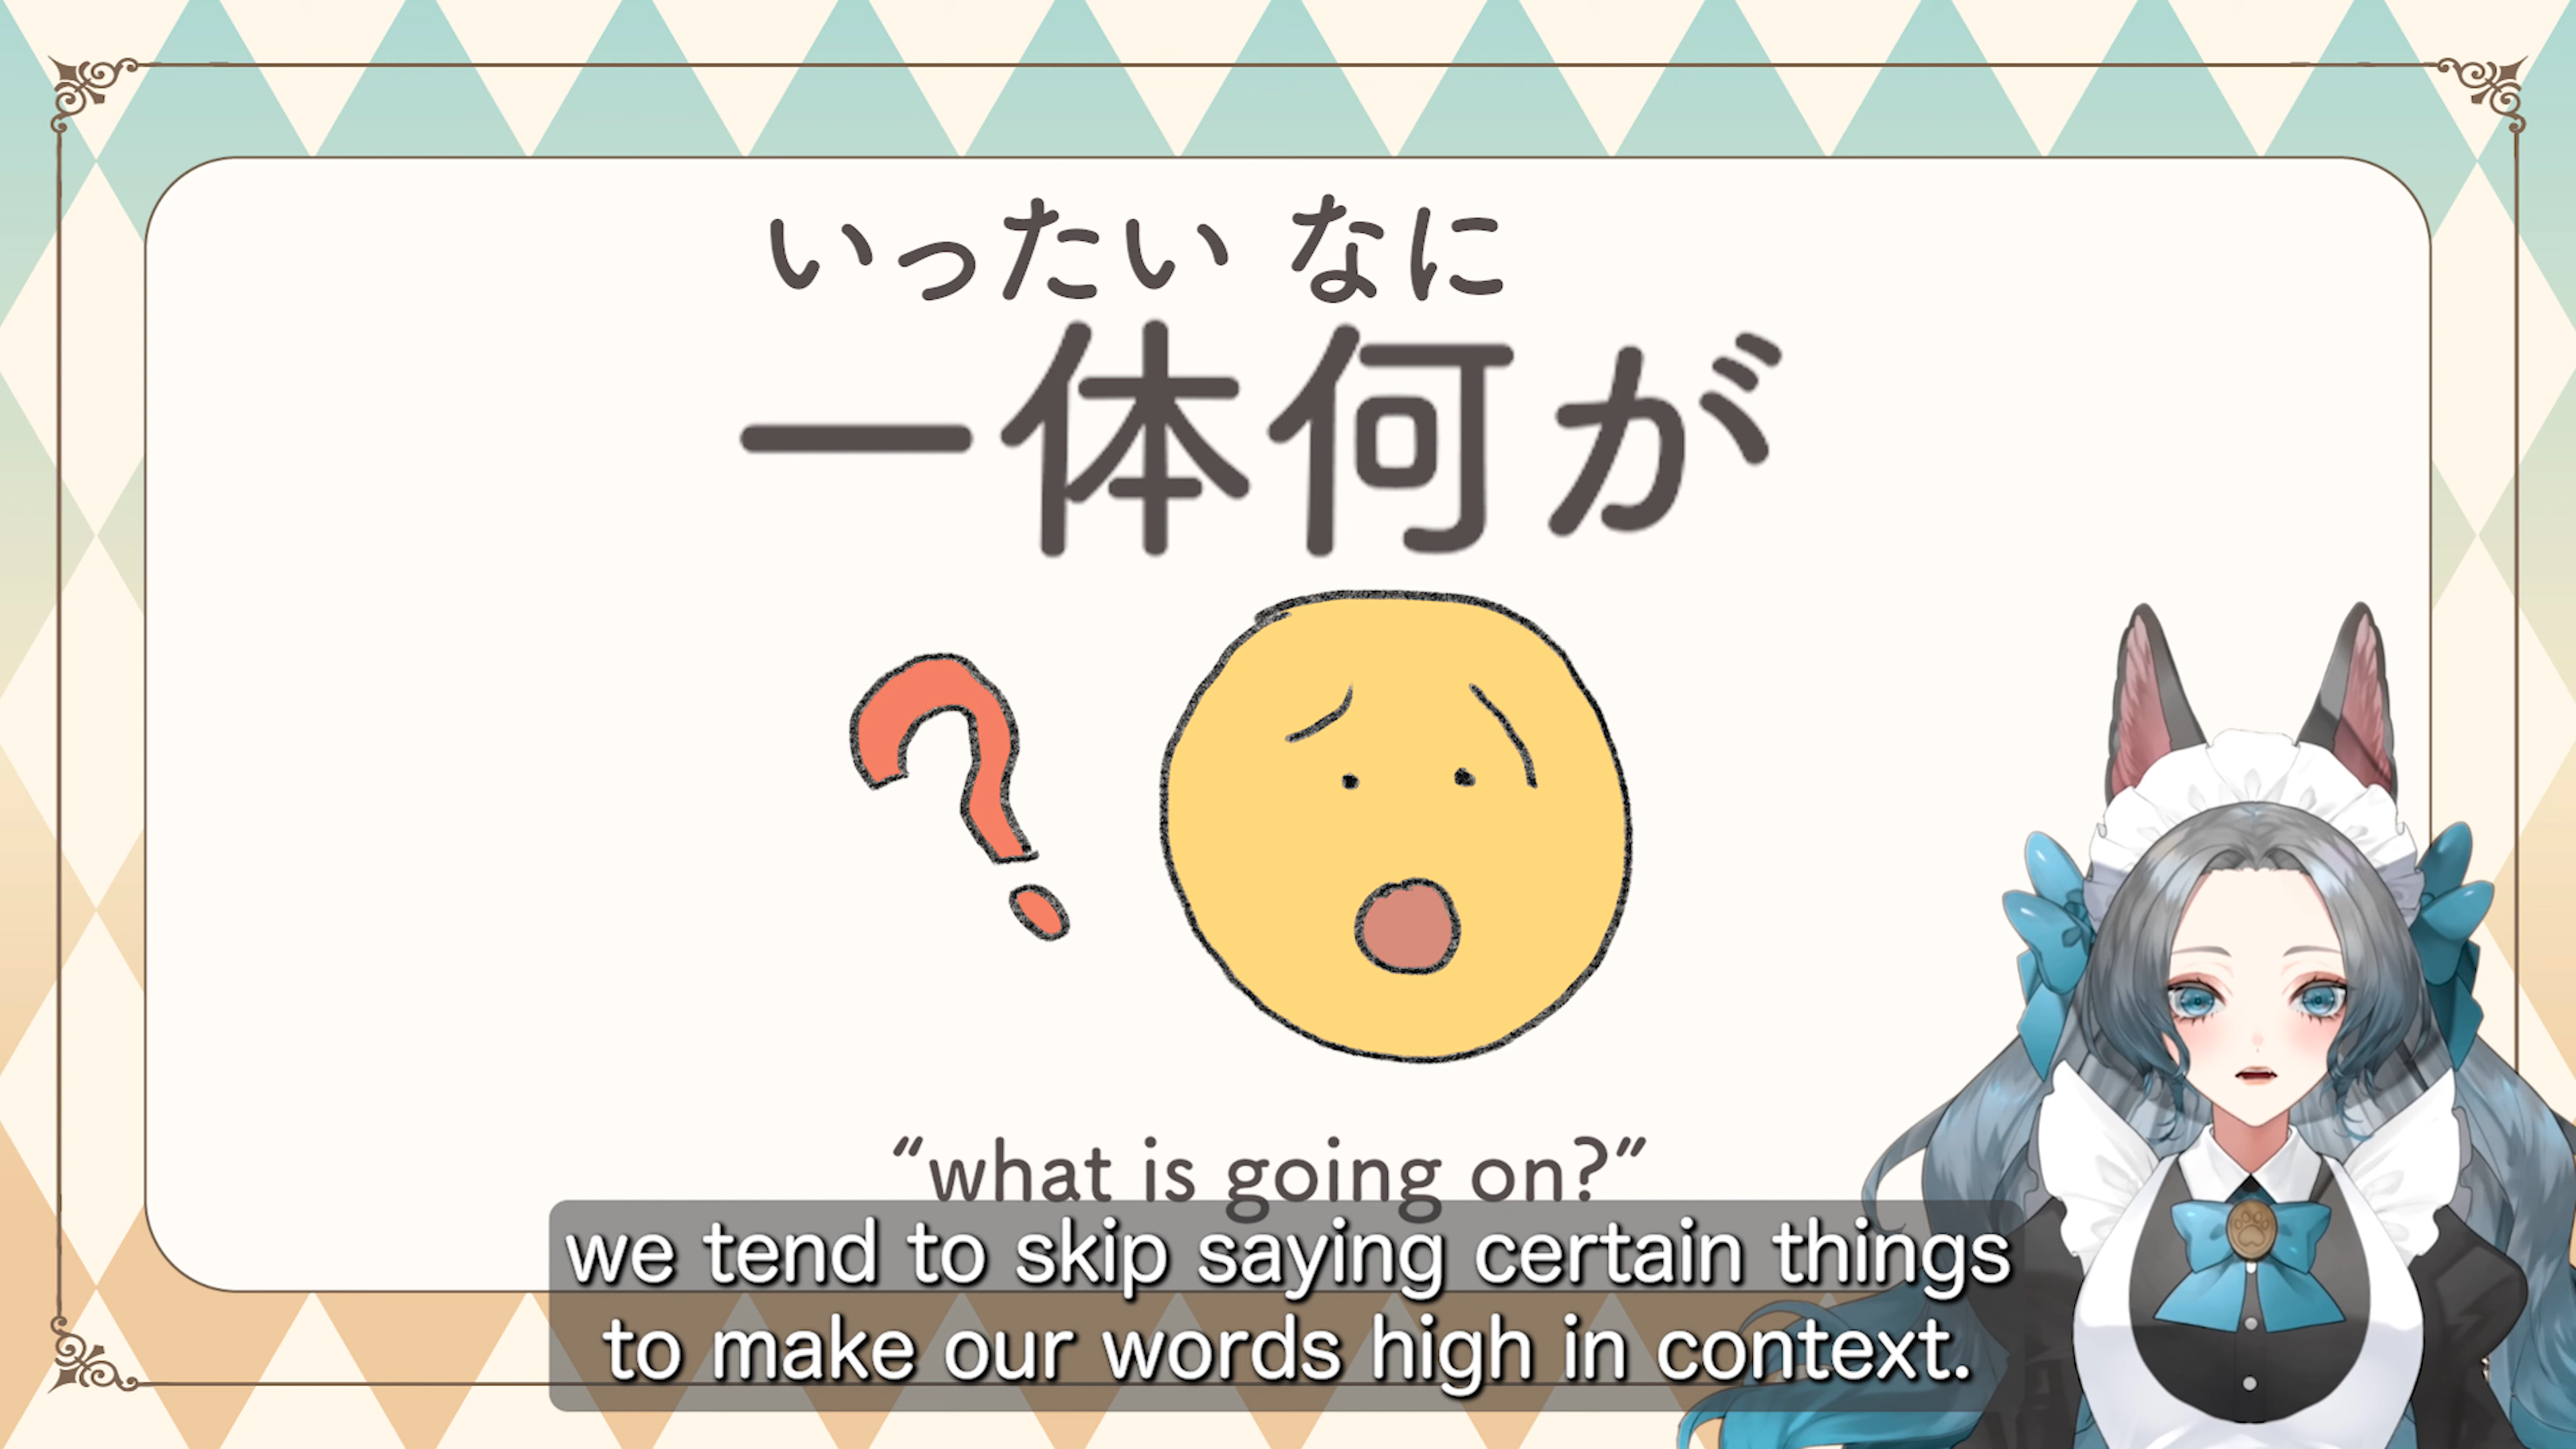 いったい なに
一体何が
“what is going on?”
we tend to skip saying certain things
to make our words high in context.